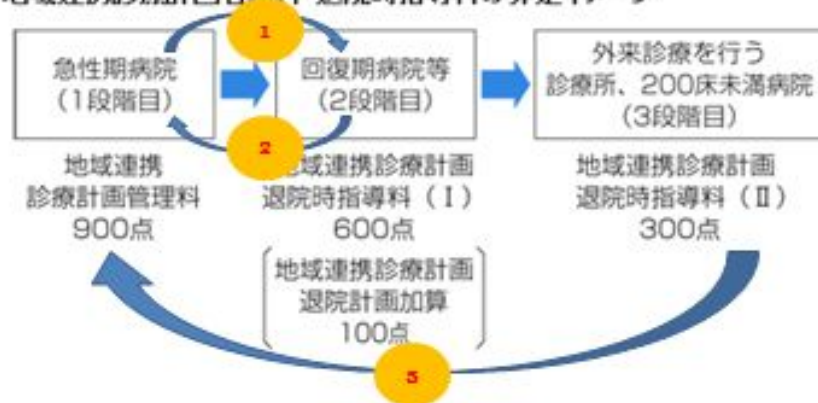 1
急性期病院
(1段階目)
回復期病院等
(2段階目)
外来診療を行う
診療所、200床未満病院
(3段階目)
2
地域連携
診療計画管理料
900点
地域連携診療計画
退院時指導料(Ⅰ)
600点
地域連携診療計画
退院時指導料(Ⅱ)
300点
地域連携診療計画
退院計画加算
100点
3